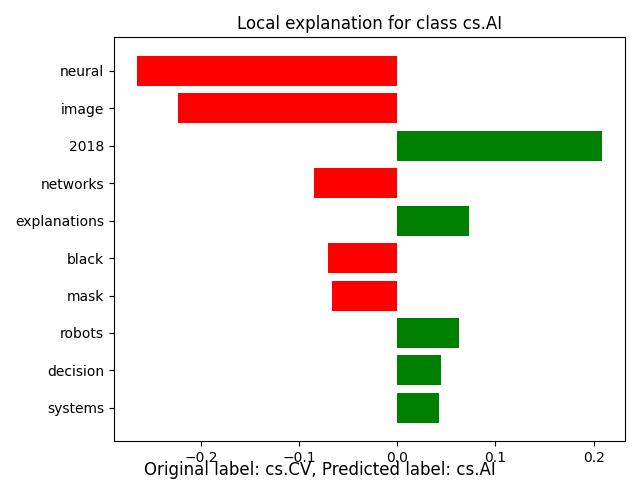 Local explanation for class cs.AI
neural
image
2018
networks
explanations
black
mask
robots
decision
systems
−0.2 −0.1 0.0 0.1 0.2
Original label: cs.CV, Predicted label: cs.AI